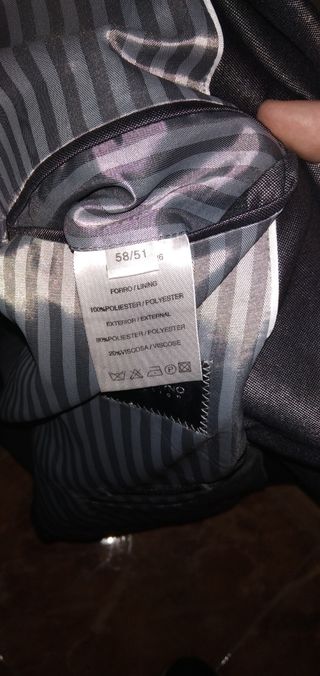 58/51
FORRO / LINING
100%POLIESTER / POLYESTER
EXTERIOR / EXTERNAL
80%POLIESTER / POLYESTER
20%VISCOSA / VISCOSE